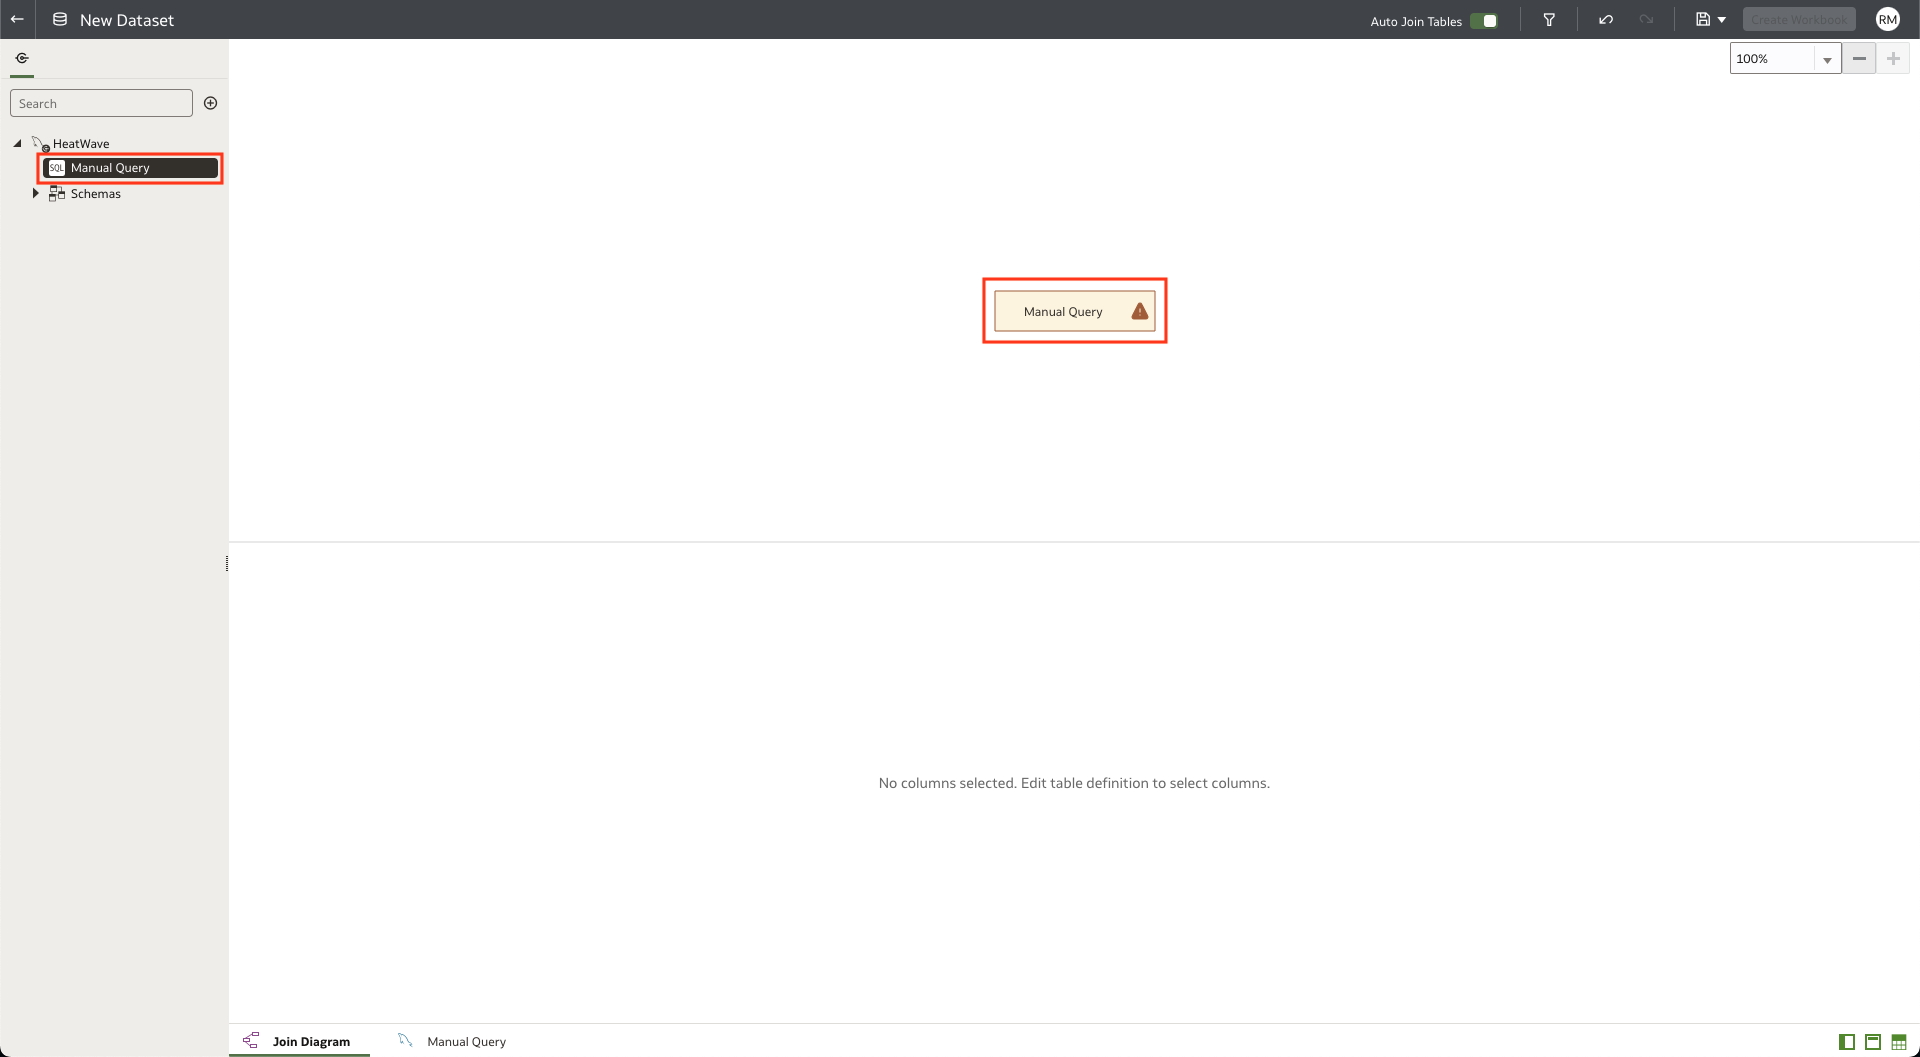 New Dataset
Auto Join Tables
Create Workbook
RM
100%
Search
HeatWave
SQL Manual Query
Schemas
Manual Query
No columns selected. Edit table definition to select columns.
Join Diagram
Manual Query